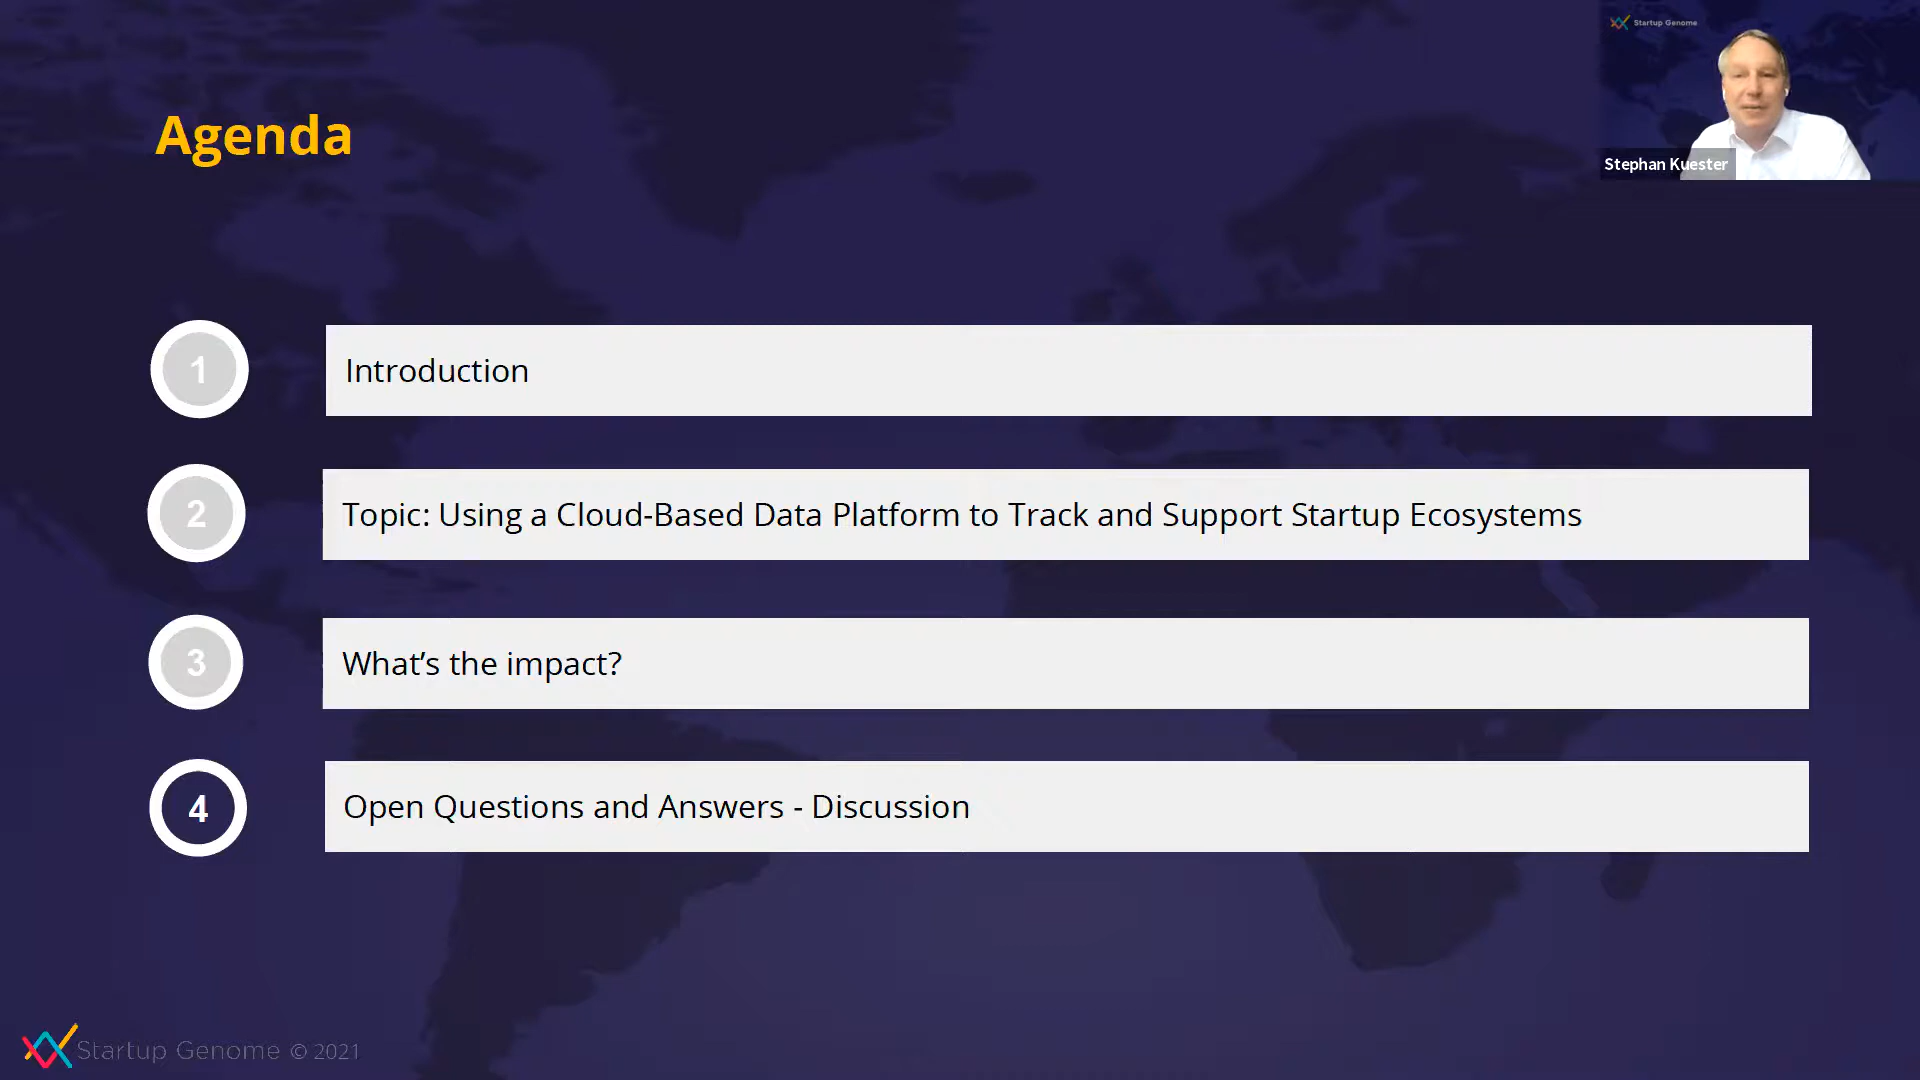 Startup Genome
Agenda
Stephan Kuester
1
Introduction
2
Topic: Using a Cloud-Based Data Platform to Track and Support Startup Ecosystems
3
What’s the impact?
4
Open Questions and Answers - Discussion
Startup Genome © 2021